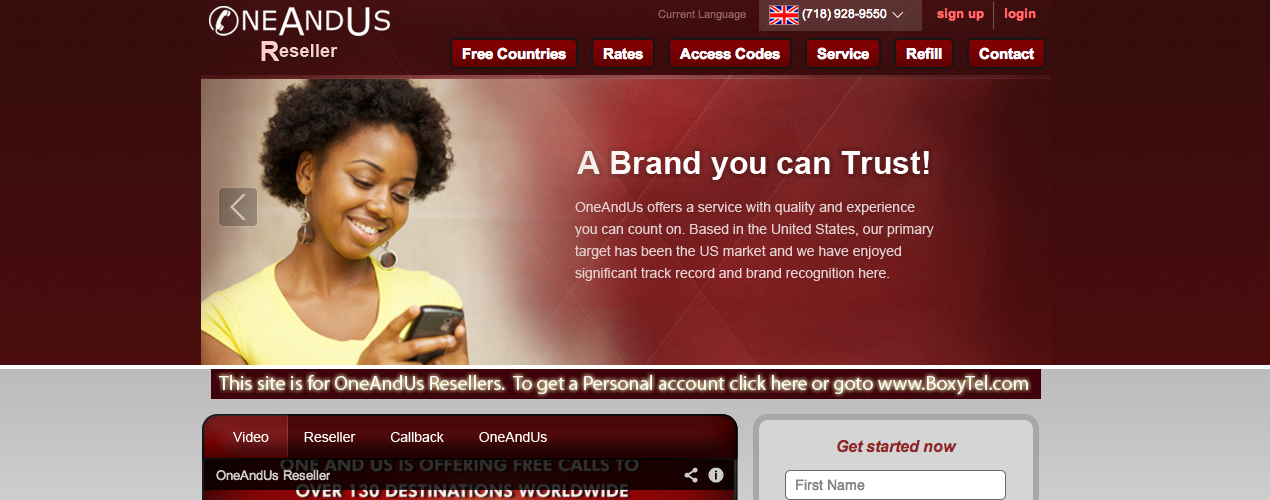 ONEANDUS
Reseller
Current Language
(718) 928-9550
sign up
login
Free Countries
Rates
Access Codes
Service
Refill
Contact
A Brand you can Trust!
OneAndUs offers a service with quality and experience
you can count on. Based in the United States, our primary
target has been the US market and we have enjoyed
significant track record and brand recognition here.
This site is for OneAndUs Resellers. To get a Personal account click here or goto www.BoxyTel.com
Video
Reseller
Callback
OneAndUs
OneAndUs Reseller
ONE AND US IS OFFERING FREE CALLS TO
OVER 130 DESTINATIONS WORLDWIDE
Get started now
First Name